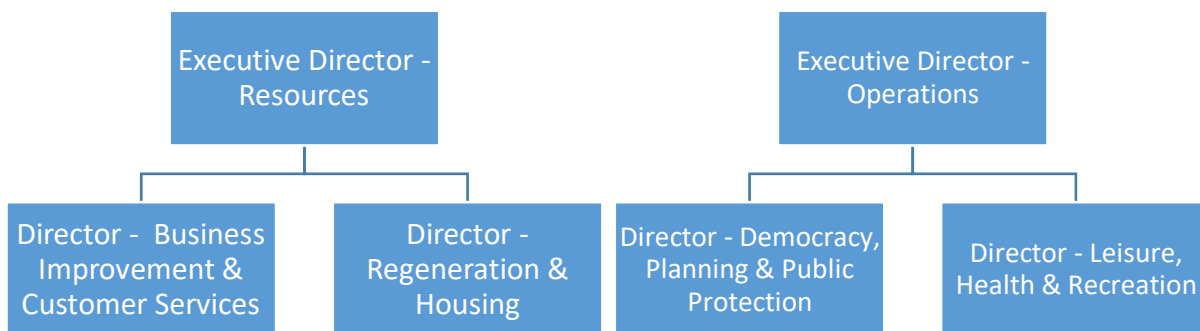 Executive Director -
Resources
Executive Director -
Operations
Director - Business
Improvement &
Customer Services
Director -
Regeneration &
Housing
Director - Democracy,
Planning & Public
Protection
Director - Leisure,
Health & Recreation